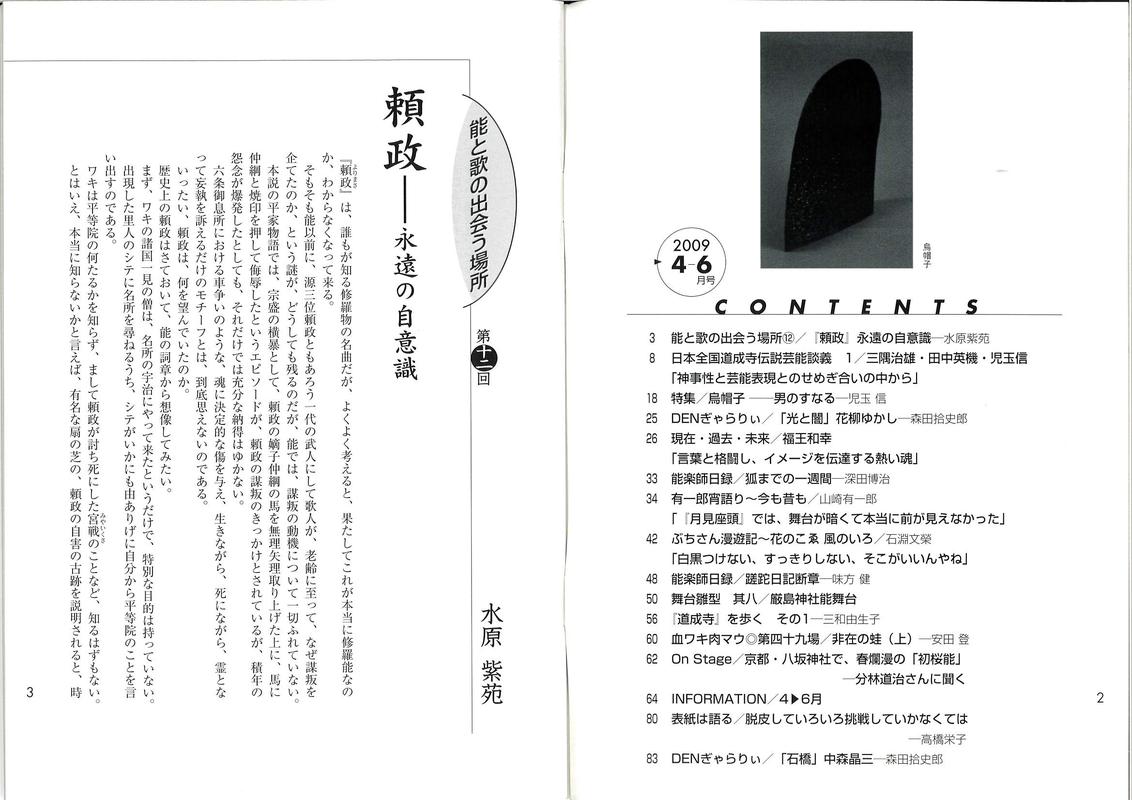 烏帽子
2009
4-6
月号
CONTENTS
3 能と歌の出会う場所⑫／『頼政』永遠の自意識―水原紫苑
8 日本全国道成寺伝説芸能談義 1／三隅治雄・田中英機・児玉信
「神事性と芸能表現とのせめぎ合いの中から」
18 特集／烏帽子 ――男のすなる―児玉 信
25 DENぎゃらりぃ／「光と闇」花柳ゆかし―森田拾史郎
26 現在・過去・未来／福王和幸
「言葉と格闘し、イメージを伝達する熱い魂」
33 能楽師日録／狐までの一週間―深田博治
34 有一郎宵語り～今も昔も／山崎有一郎
「『月見座頭』では、舞台が暗くて本当に前が見えなかった」
42 ぶちさん漫遊記～花のこゑ 風のいろ／石淵文榮
「白黒つけない、すっきりしない、そこがいいんやね」
48 能楽師日録／蹉跎日記断章―味方 健
50 舞台雛型 其八／厳島神社能舞台
56 『道成寺』を歩く その1―三和由生子
60 血ワキ肉マウ◎第四十九場／非在の蛙（上）―安田 登
62 On Stage／京都・八坂神社で、春爛漫の「初桜能」
―分林道治さんに聞く
64 INFORMATION／4▶6月
80 表紙は語る／脱皮していろいろ挑戦していかなくては
―高橋栄子
83 DENぎゃらりぃ／「石橋」中森晶三―森田拾史郎
2
能と歌の出会う場所
第十二回
水原 紫苑
頼政――永遠の自意識
『頼政』は、誰もが知る修羅物の名曲だが、よくよく考えると、果たしてこれが本当に修羅能なの
よりまさ
か、わからなくなって来る。
そもそも能以前に、源三位頼政ともあろう一代の武人にして歌人が、老齢に至って、なぜ謀叛を
企てたのか、という謎が、どうしても残るのだが、能では、謀叛の動機について一切ふれていない。
本説の平家物語では、宗盛の横暴として、頼政の嫡子仲綱の馬を無理矢理取り上げた上に、馬に
仲綱と焼印を押して侮辱したというエピソードが、頼政の謀叛のきっかけとされているが、積年の
怨念が爆発したとしても、それだけでは充分な納得はゆかない。
六条御息所における車争いのような、魂に決定的な傷を与え、生きながら、死にながら、霊とな
って妄執を訴えるだけのモチーフとは、到底思えないのである。
いったい、頼政は、何を望んでいたのか。
歴史上の頼政はさておいて、能の詞章から想像してみたい。
まず、ワキの諸国一見の僧は、名所の宇治にやって来たというだけで、特別な目的は持っていない。
出現した里人のシテに名所を尋ねるうち、シテがいかにも由ありげに自分から平等院のことを言
い出すのである。
ワキは平等院の何たるかを知らず、まして頼政が討ち死にした宮戦のことなど、知るはずもない。
みやいくさ
とはいえ、本当に知らないかと言えば、有名な扇の芝の、頼政の自害の古跡を説明されると、時
3